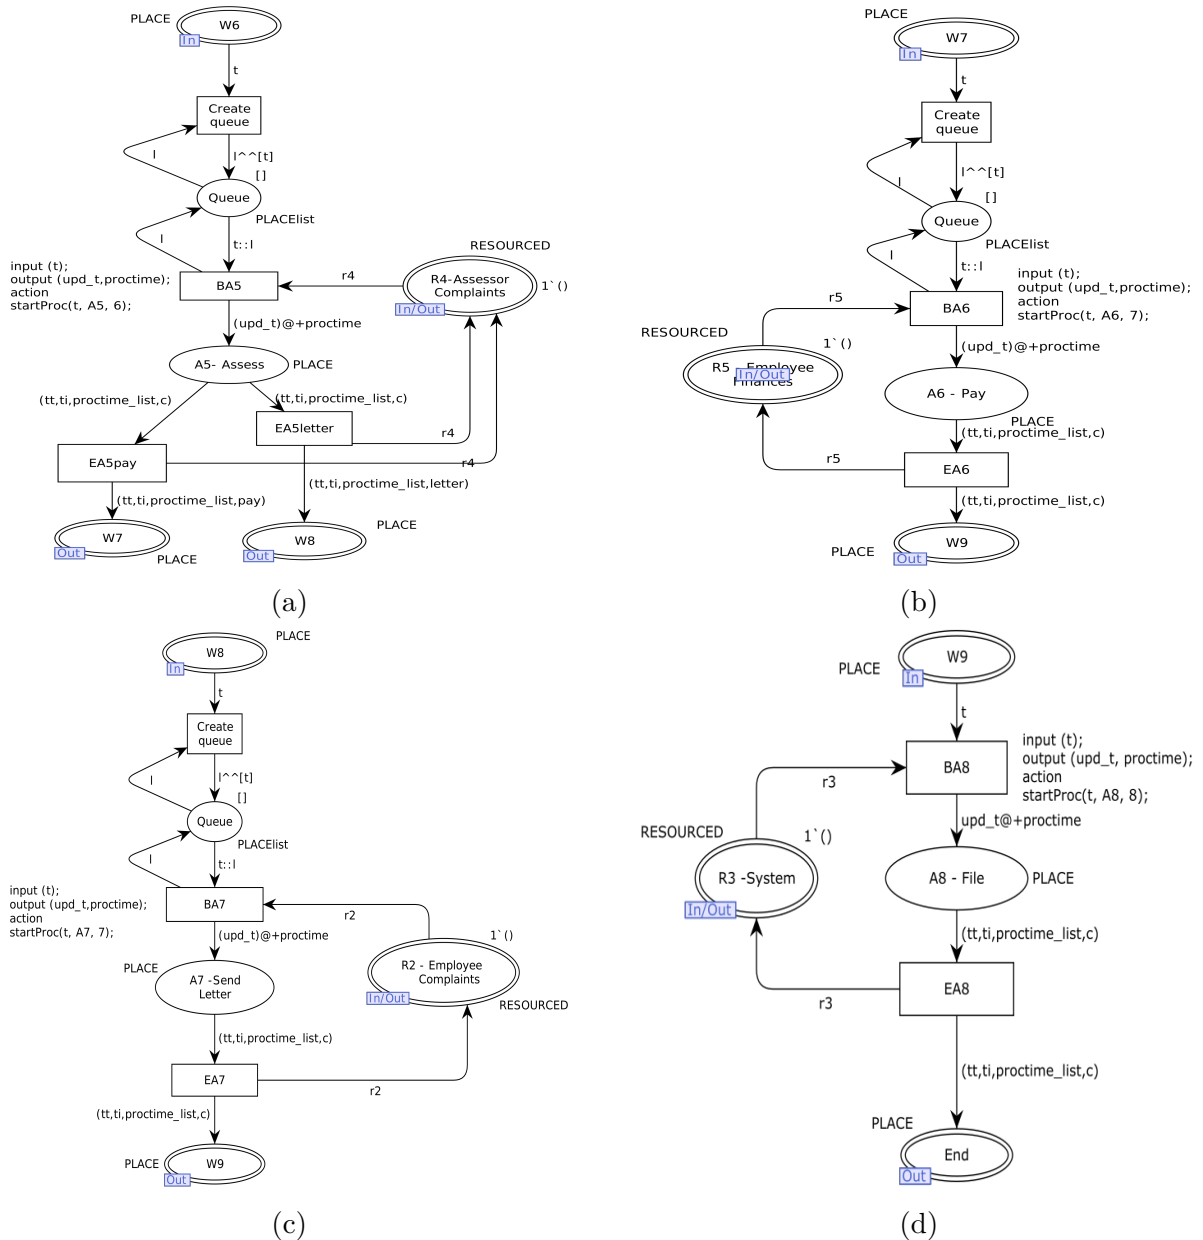 PLACE
W6
In
t
Create
queue
l
l^^[t]
[]
Queue
PLACElist
l
t::l
input (t);
output (upd_t,proctime);
action
startProc(t, A5, 6);
BA5
r4
RESOURCED
R4-Assessor
Complaints
In/Out
1`()
(upd_t)@+proctime
A5- Assess
PLACE
(tt,ti,proctime_list,c)
(tt,ti,proctime_list,c)
EA5letter
r4
EA5pay
r4
(tt,ti,proctime_list,pay)
(tt,ti,proctime_list,letter)
W7
Out
PLACE
W8
Out
PLACE
(a)
PLACE
W7
In
t
Create
queue
l
l^^[t]
[]
Queue
PLACElist
l
t::l
input (t);
output (upd_t,proctime);
action
startProc(t, A6, 7);
r5
BA6
RESOURCED
1`()
R5 - Employee
Finances
In/Out
(upd_t)@+proctime
A6 - Pay
PLACE
(tt,ti,proctime_list,c)
r5
EA6
(tt,ti,proctime_list,c)
PLACE
W9
Out
(b)
W8
PLACE
In
t
Create
queue
l
l^^[t]
[]
Queue
PLACElist
l
t::l
input (t);
output (upd_t,proctime);
action
startProc(t, A7, 7);
BA7
r2
(upd_t)@+proctime
1`()
PLACE
A7 -Send
Letter
R2 - Employee
Complaints
In/Out
RESOURCED
(tt,ti,proctime_list,c)
EA7
r2
(tt,ti,proctime_list,c)
PLACE
W9
Out
(c)
W9
PLACE
In
t
input (t);
output (upd_t, proctime);
action
startProc(t, A8, 8);
BA8
r3
upd_t@+proctime
RESOURCED
1`()
R3 -System
In/Out
A8 - File
PLACE
(tt,ti,proctime_list,c)
EA8
r3
(tt,ti,proctime_list,c)
PLACE
End
Out
(d)